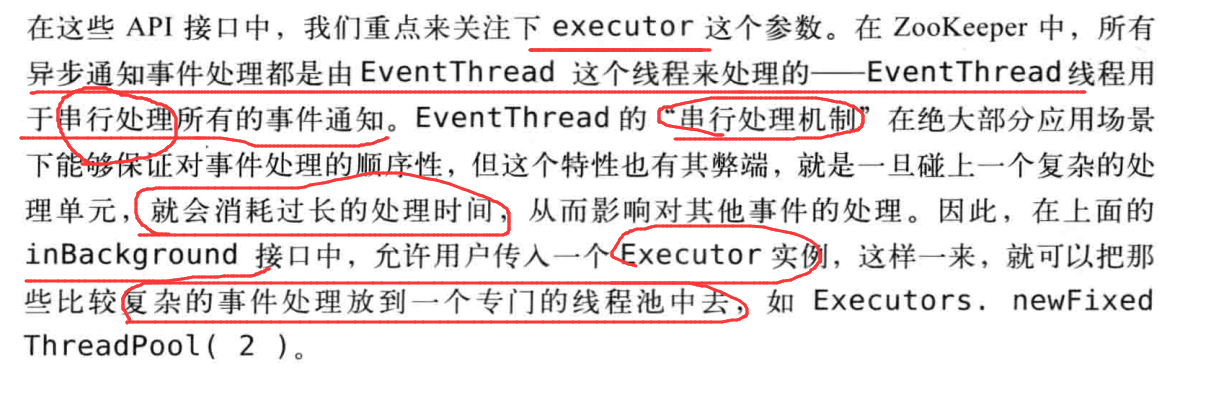 在这些 API 接口中，我们重点来关注下 executor 这个参数。在 ZooKeeper 中，所有
异步通知事件处理都是由 EventThread 这个线程来处理的——EventThread 线程用
于串行处理所有的事件通知。EventThread 的“串行处理机制”在绝大部分应用场景
下能够保证对事件处理的顺序性，但这个特性也有其弊端，就是一旦碰上一个复杂的处
理单元，就会消耗过长的处理时间，从而影响对其他事件的处理。因此，在上面的
inBackground 接口中，允许用户传入一个 Executor 实例，这样一来，就可以把那
些比较复杂的事件处理放到一个专门的线程池中去，如 Executors. newFixed
ThreadPool( 2 )。